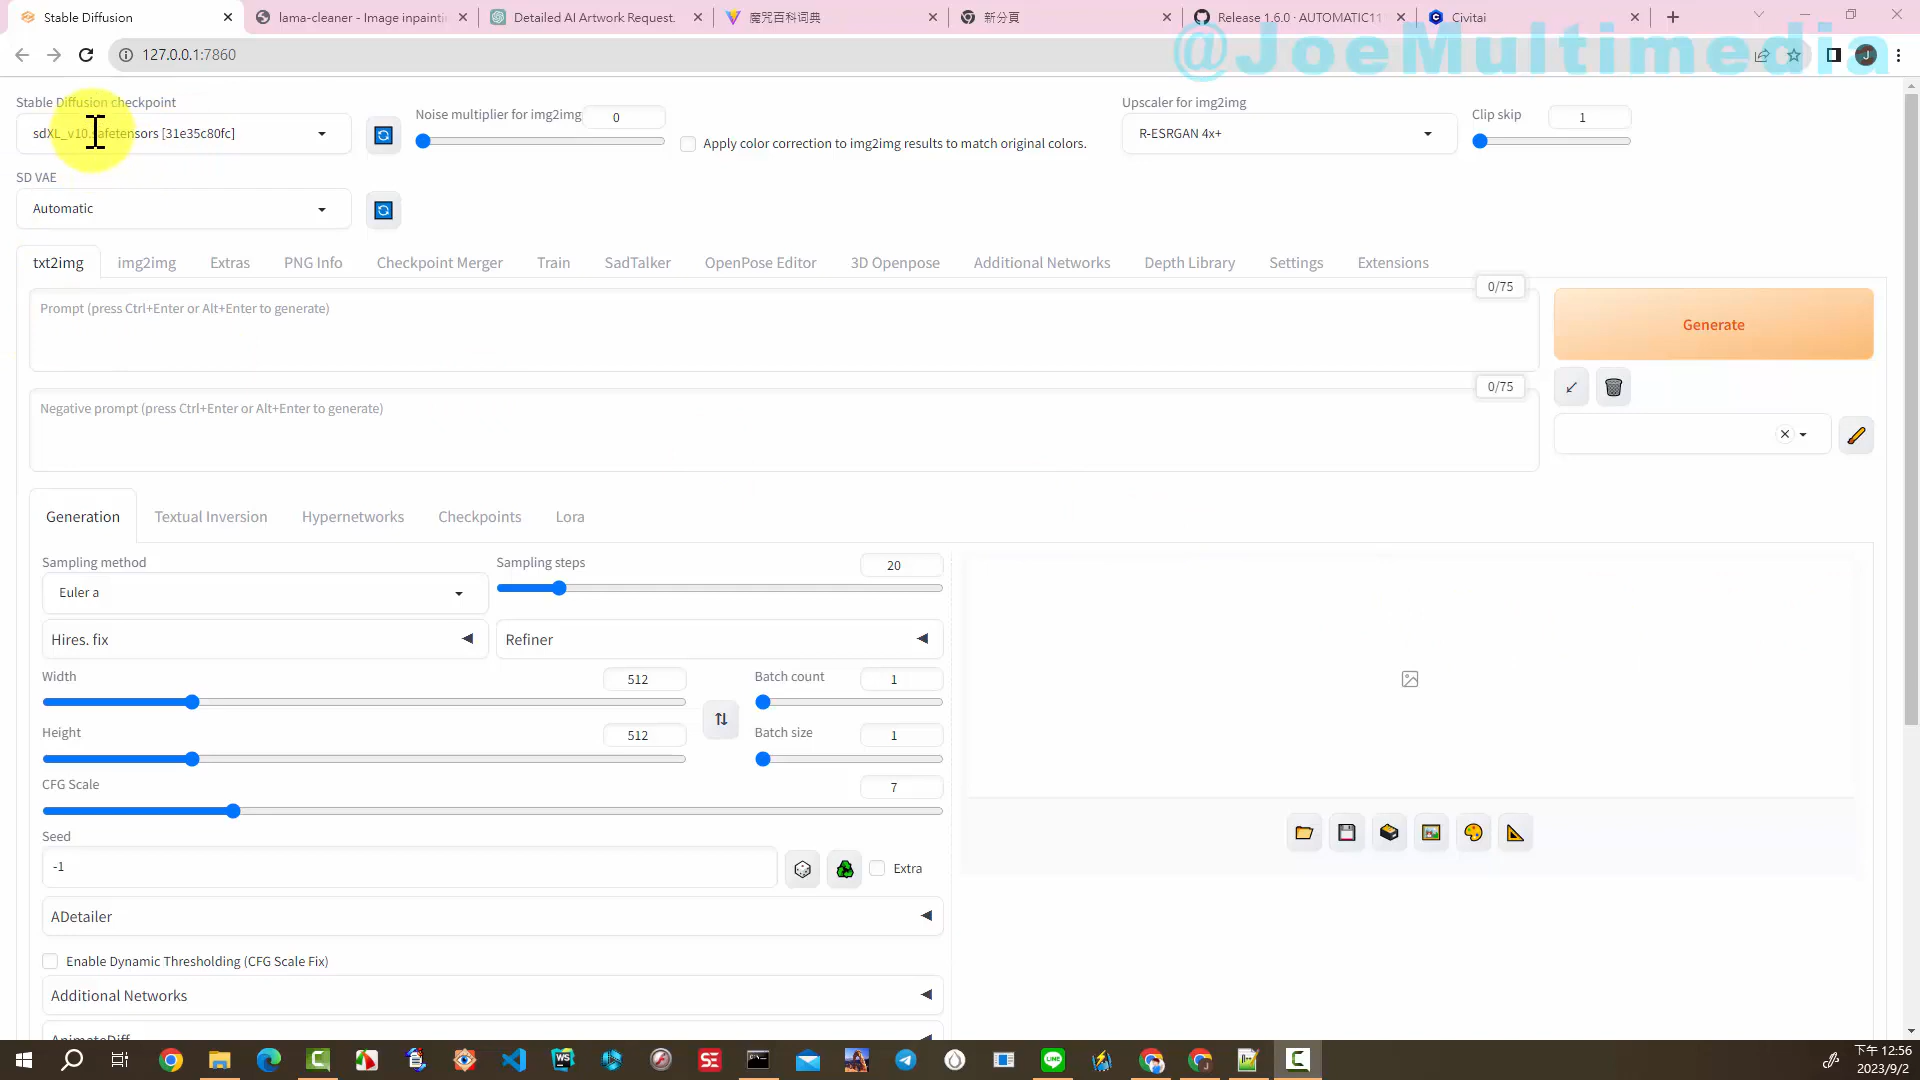 Stable Diffusion
lama-cleaner - Image inpainti
Detailed AI Artwork Request.
魔咒百科词典
新分頁
Release 1.6.0 · AUTOMATIC11
Civitai
127.0.0.1:7860
@JoeMultimedia
Stable Diffusion checkpoint
sdXL_v10.safetensors [31e35c80fc]
Noise multiplier for img2img
0
Apply color correction to img2img results to match original colors.
Upscaler for img2img
R-ESRGAN 4x+
Clip skip
1
SD VAE
Automatic
txt2img
img2img
Extras
PNG Info
Checkpoint Merger
Train
SadTalker
OpenPose Editor
3D Openpose
Additional Networks
Depth Library
Settings
Extensions
0/75
Prompt (press Ctrl+Enter or Alt+Enter to generate)
Generate
0/75
Negative prompt (press Ctrl+Enter or Alt+Enter to generate)
Generation
Textual Inversion
Hypernetworks
Checkpoints
Lora
Sampling method
Euler a
Sampling steps
20
Hires. fix
Refiner
Width
512
Batch count
1
Height
512
Batch size
1
CFG Scale
7
Seed
-1
Extra
ADetailer
Enable Dynamic Thresholding (CFG Scale Fix)
Additional Networks
AnimateDiff
下午 12:56
2023/9/2